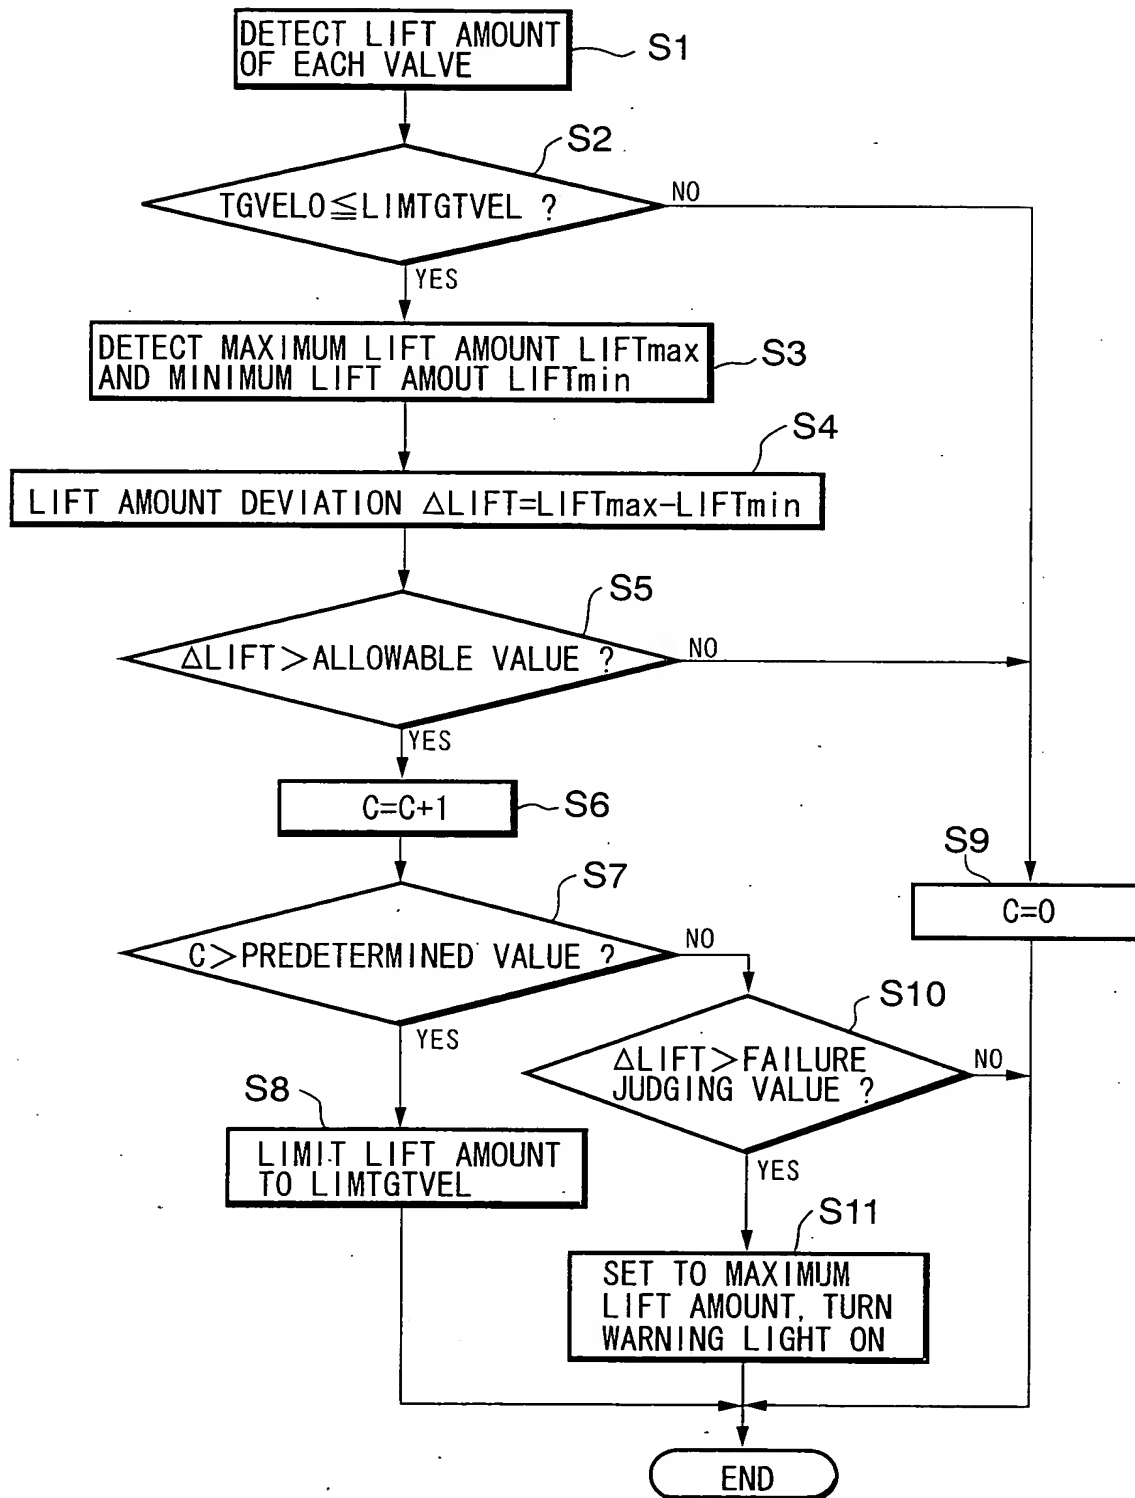 DETECT LIFT AMOUNT
OF EACH VALVE
S1
S2
TGVELO≦LIMTGTVEL ?
NO
YES
DETECT MAXIMUM LIFT AMOUNT LIFTmax
AND MINIMUM LIFT AMOUT LIFTmin
S3
S4
LIFT AMOUNT DEVIATION △LIFT=LIFTmax-LIFTmin
S5
△LIFT>ALLOWABLE VALUE ?
NO
YES
C=C+1
S6
S9
C=0
S7
C>PREDETERMINED VALUE ?
NO
YES
S10
△LIFT>FAILURE
JUDGING VALUE ?
NO
YES
S8
LIMIT LIFT AMOUNT
TO LIMTGTVEL
S11
SET TO MAXIMUM
LIFT AMOUNT, TURN
WARNING LIGHT ON
END